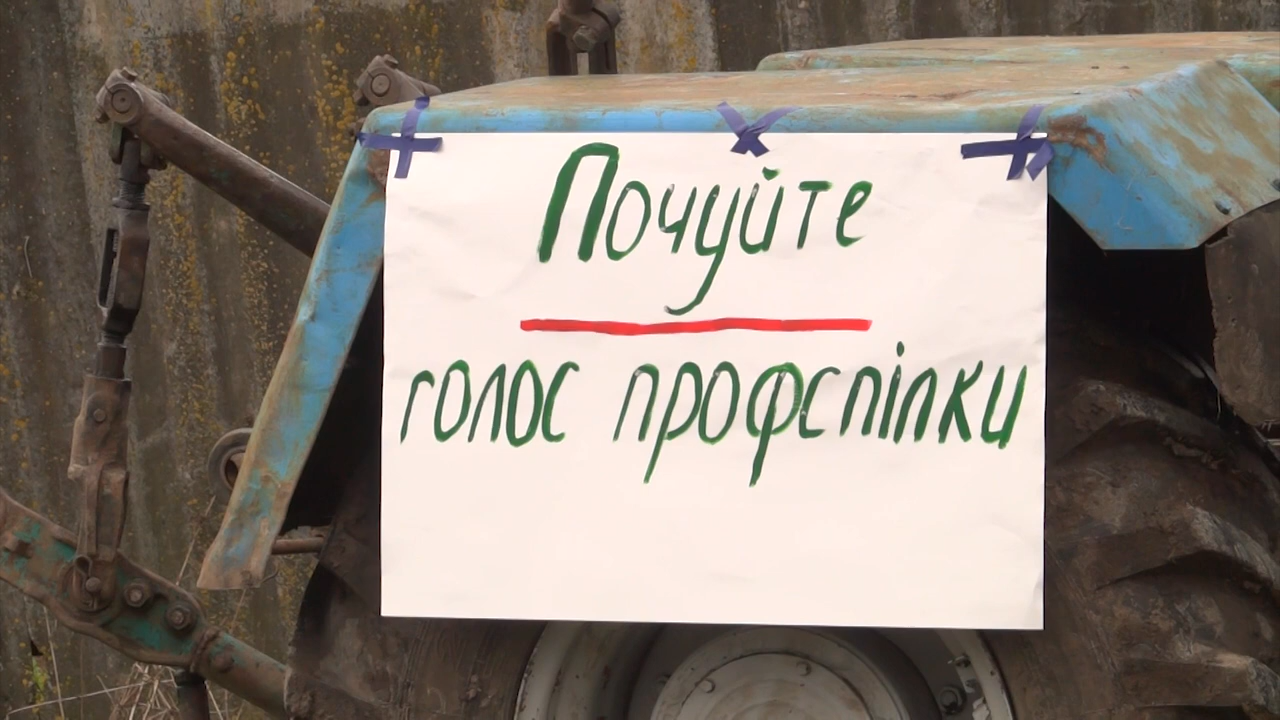 Почуйте
голос профспілки